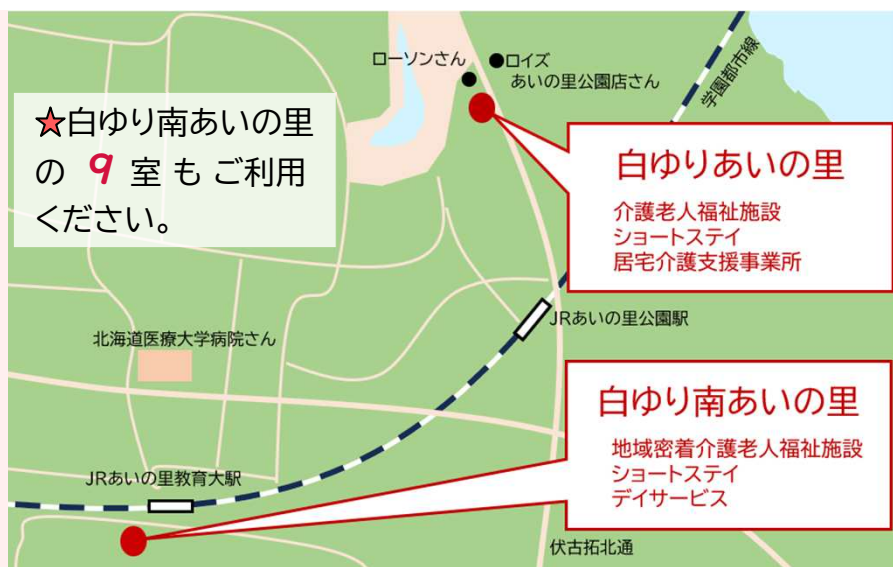 ローソンさん
ロイズ
あいの里公園店さん
学園都市線
★白ゆり南あいの里
の 9 室 も ご利用
ください。
白ゆりあいの里
介護老人福祉施設
ショートステイ
居宅介護支援事業所
JRあいの里公園駅
北海道医療大学病院さん
白ゆり南あいの里
地域密着介護老人福祉施設
ショートステイ
デイサービス
JRあいの里教育大駅
伏古拓北通